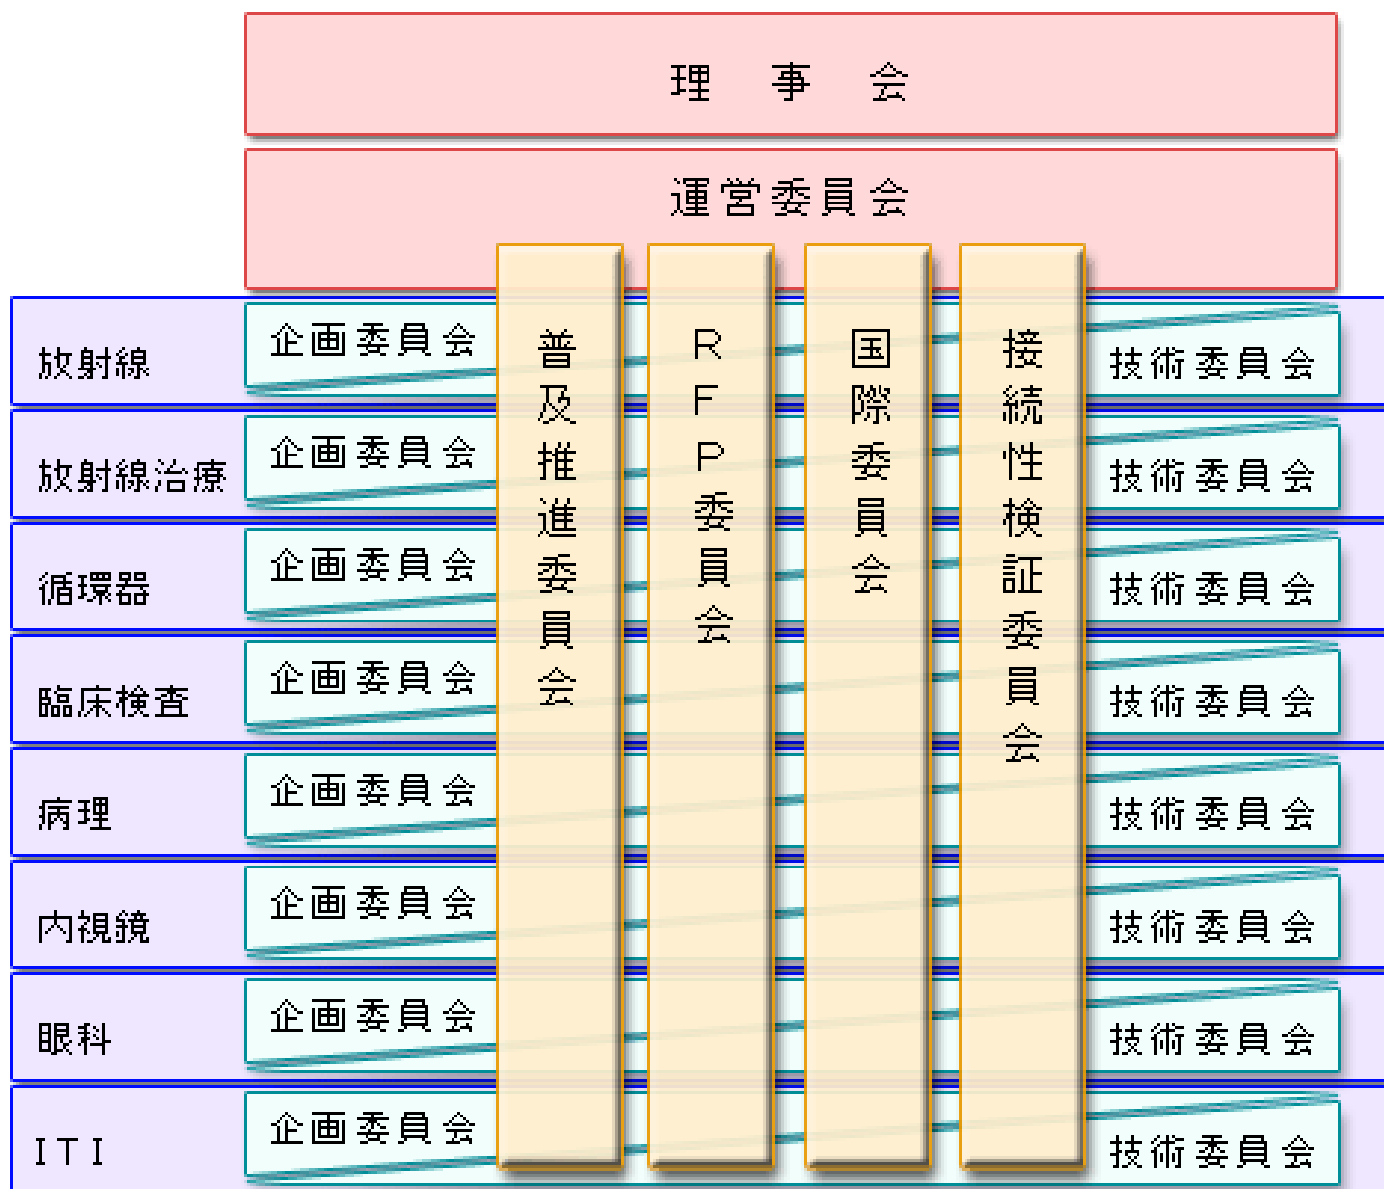 理事会
運営委員会
普及推進委員会
RFP委員会
国際委員会
接続性検証委員会
放射線
企画委員会
技術委員会
放射線治療
企画委員会
技術委員会
循環器
企画委員会
技術委員会
臨床検査
企画委員会
技術委員会
病理
企画委員会
技術委員会
内視鏡
企画委員会
技術委員会
眼科
企画委員会
技術委員会
ITI
企画委員会
技術委員会